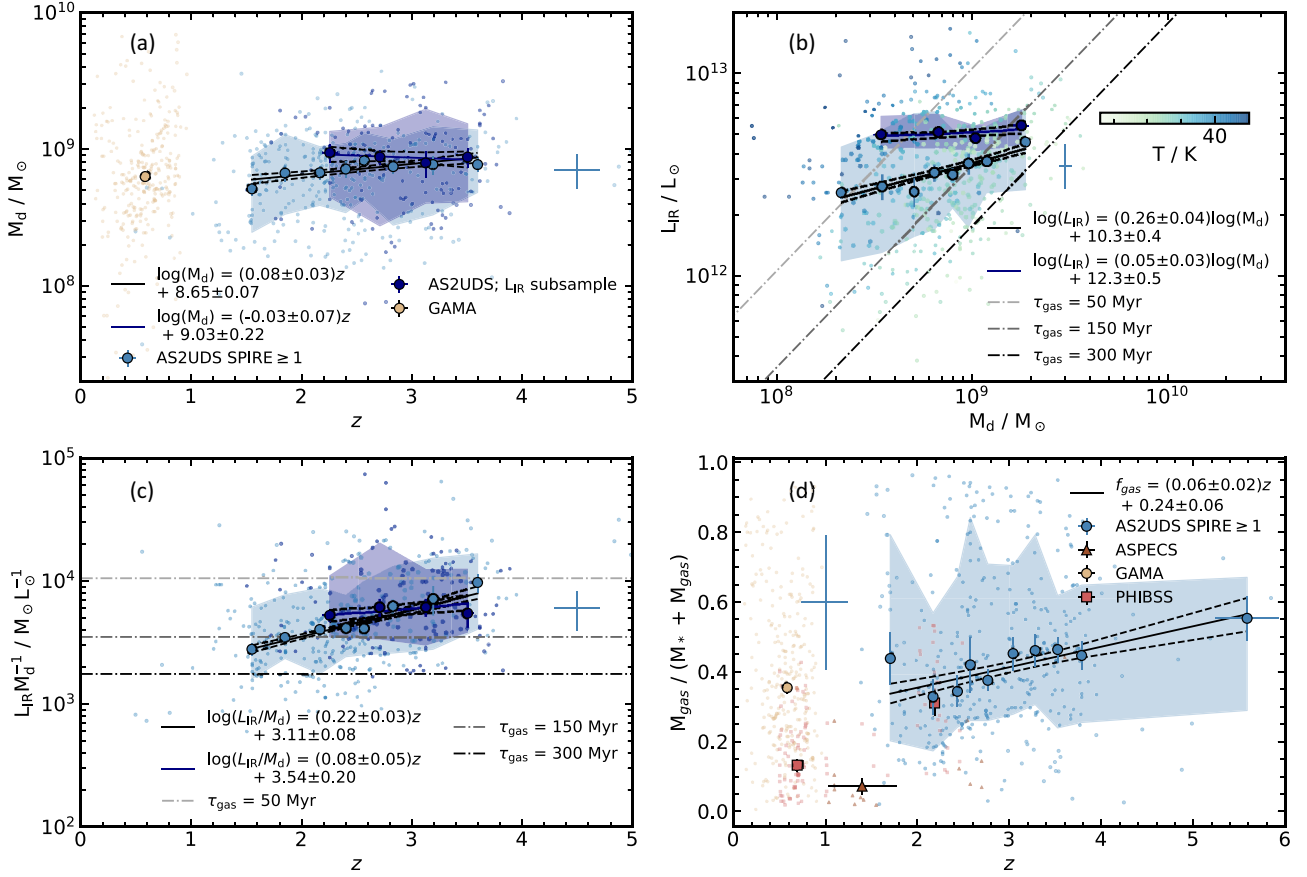 (a)
10^10
10^9
10^8
M_d / M_⊙
log(M_d) = (0.08±0.03)z
+ 8.65±0.07
log(M_d) = (-0.03±0.07)z
+ 9.03±0.22
AS2UDS SPIRE ≥ 1
AS2UDS; L_IR subsample
GAMA
0 1 2 3 4 5
z
(b)
10^13
10^12
L_IR / L_⊙
40
T / K
log(L_IR) = (0.26±0.04)log(M_d)
+ 10.3±0.4
log(L_IR) = (0.05±0.03)log(M_d)
+ 12.3±0.5
τ_gas = 50 Myr
τ_gas = 150 Myr
τ_gas = 300 Myr
10^8 10^9 10^10
M_d / M_⊙
(c)
10^5
10^4
10^3
10^2
L_IR M_d^-1 / M_⊙ L_⊙^-1
log(L_IR/M_d) = (0.22±0.03)z
+ 3.11±0.08
log(L_IR/M_d) = (0.08±0.05)z
+ 3.54±0.20
τ_gas = 50 Myr
τ_gas = 150 Myr
τ_gas = 300 Myr
0 1 2 3 4 5
z
(d)
1.0
0.8
0.6
0.4
0.2
0.0
M_gas / (M_* + M_gas)
f_gas = (0.06±0.02)z
+ 0.24±0.06
AS2UDS SPIRE ≥ 1
ASPECS
GAMA
PHIBSS
0 1 2 3 4 5 6
z